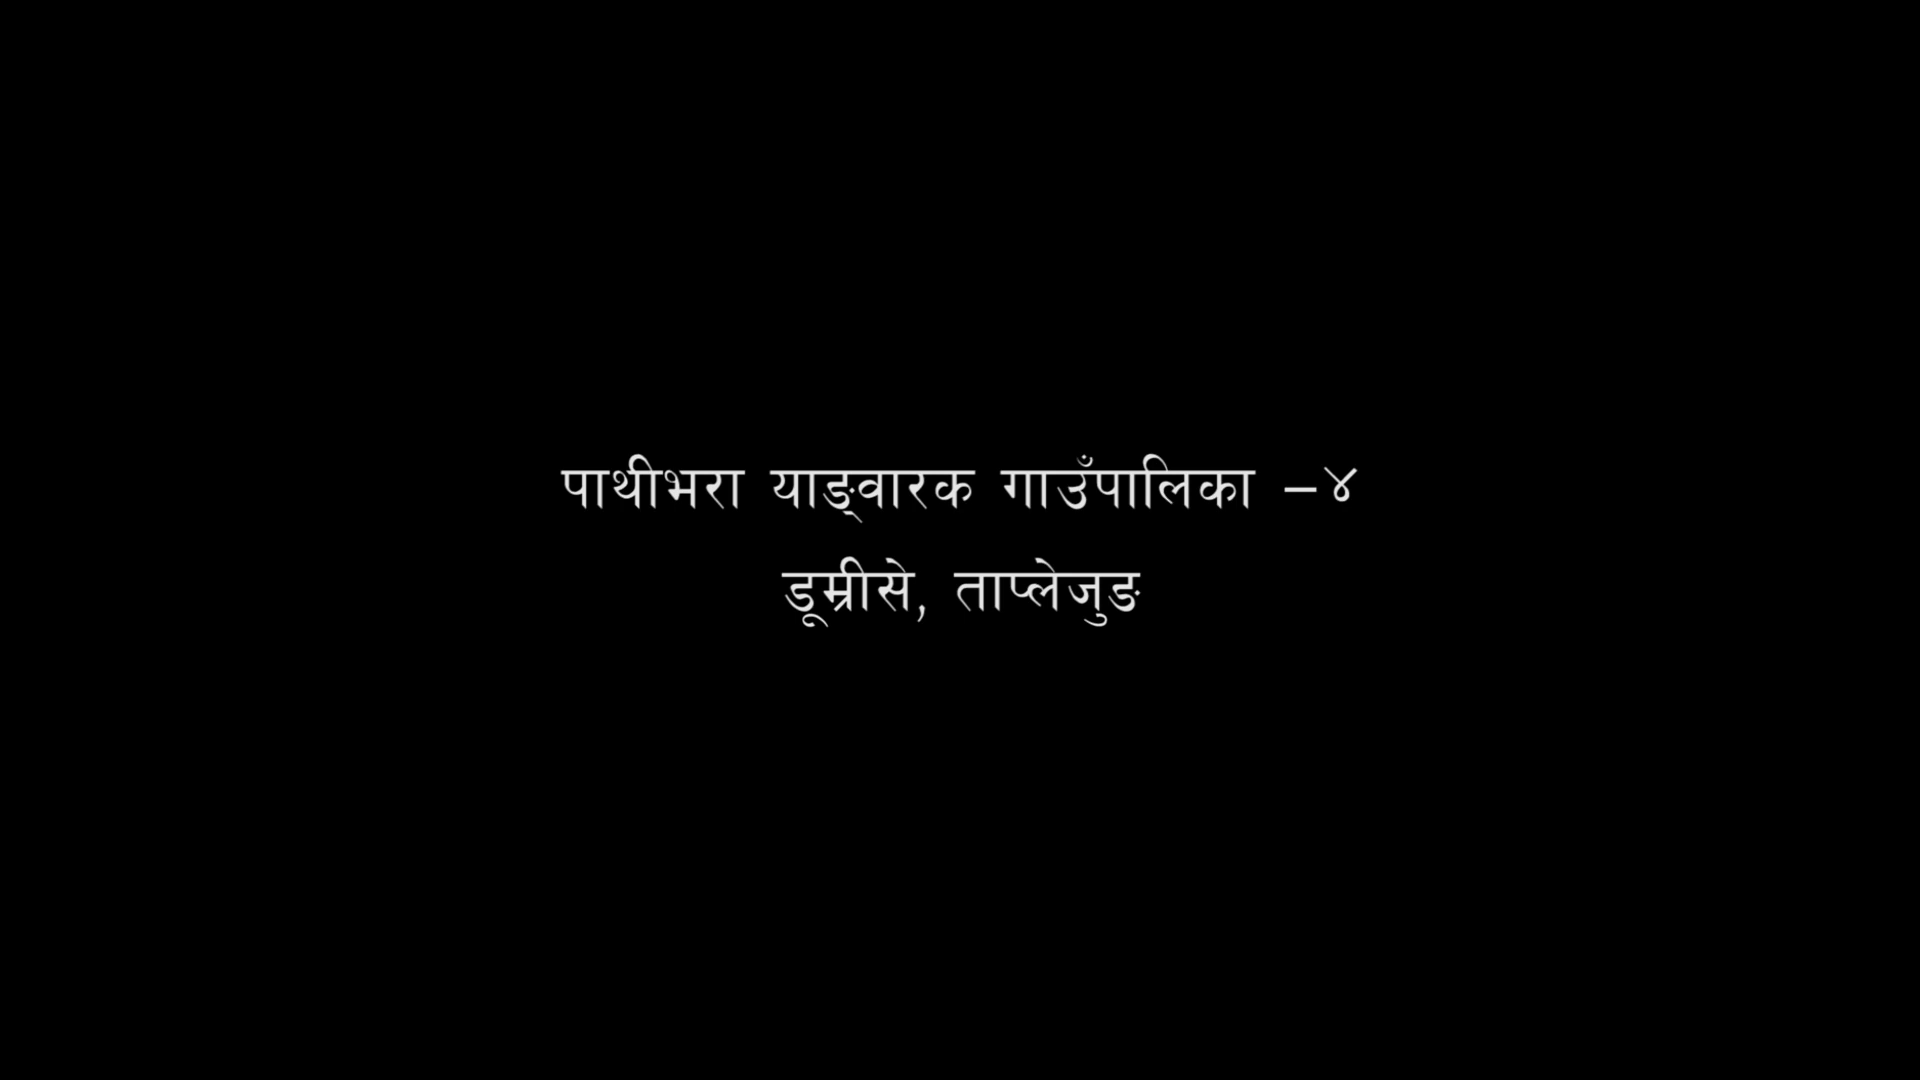 पाथीभरा याङ्वारक गाउँपालिका –४
डूम्रीसे, ताप्लेजुङ